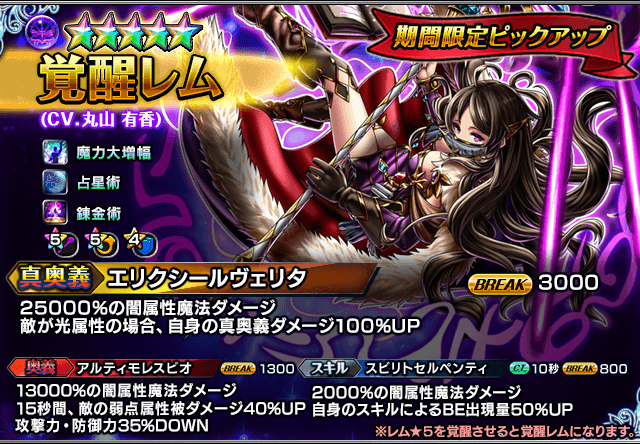 期間限定ピックアップ
覚醒レム
(CV.丸山 有香)
魔力大増幅
占星術
錬金術
5 5 4
真奥義 エリクシールヴェリタ BREAK 3000
25000%の闇属性魔法ダメージ
敵が光属性の場合、自身の真奥義ダメージ100%UP
奥義 アルティモレスピオ BREAK 1300
13000%の闇属性魔法ダメージ
15秒間、敵の弱点属性被ダメージ40%UP
攻撃力・防御力35%DOWN
スキル スピリトセルペンティ CT 10秒 BREAK 800
2000%の闇属性魔法ダメージ
自身のスキルによるBE出現量50%UP
※レム★5を覚醒させると覚醒レムになります。